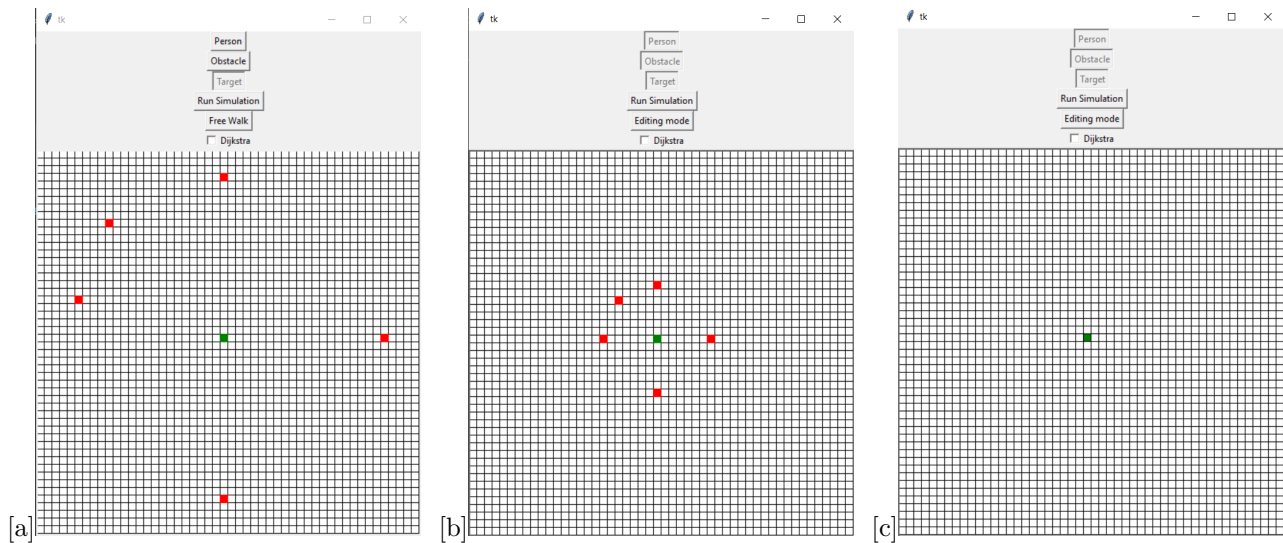 tk
Person
Obstacle
Target
Run Simulation
Free Walk
Dijkstra
[a]
tk
Person
Obstacle
Target
Run Simulation
Editing mode
Dijkstra
[b]
tk
Person
Obstacle
Target
Run Simulation
Editing mode
Dijkstra
[c]